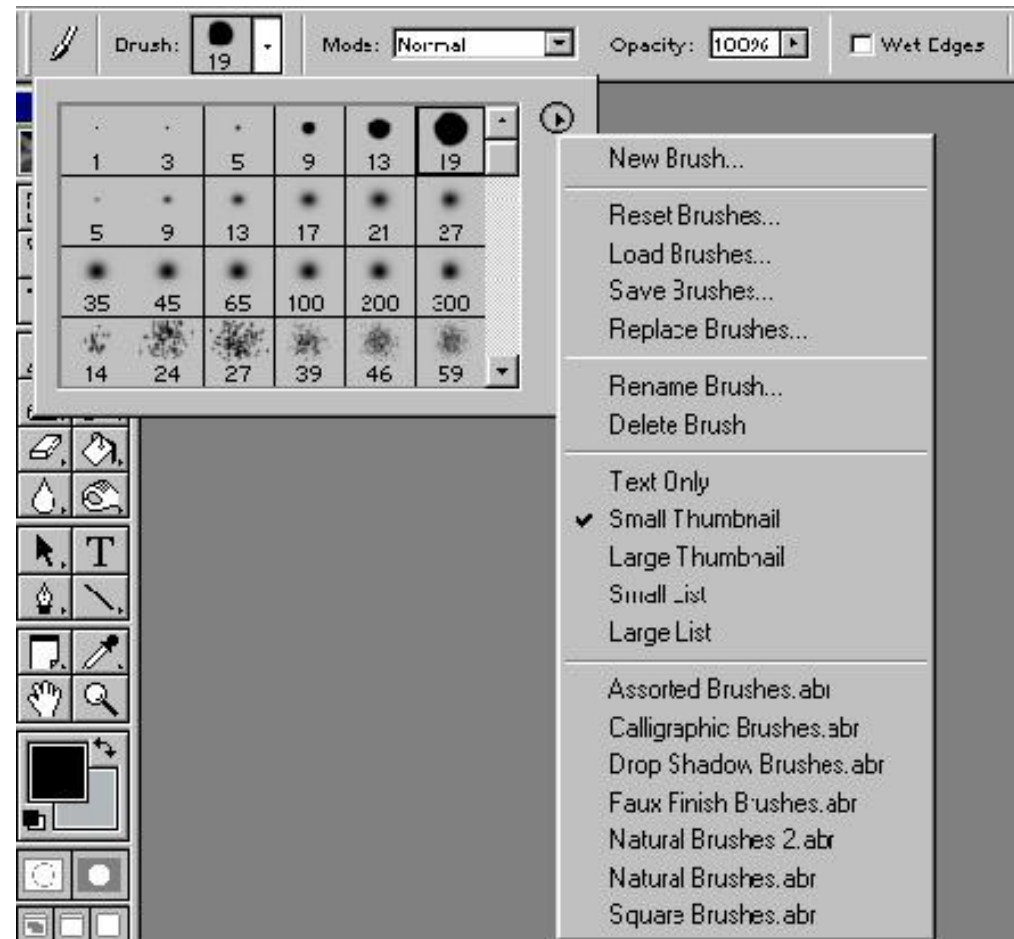 Brush: 19 Mode: Normal Opacity: 100% Wet Edges
1 3 5 9 13 19
5 9 13 17 21 27
35 45 65 100 200 300
14 24 27 39 46 59
New Brush...
Reset Brushes...
Load Brushes...
Save Brushes...
Replace Brushes...
Rename Brush...
Delete Brush
Text Only
Small Thumbnail
Large Thumbnail
Small List
Large List
Assorted Brushes.abr
Calligraphic Brushes.abr
Drop Shadow Brushes.abr
Faux Finish Brushes.abr
Natural Brushes 2.abr
Natural Brushes.abr
Square Brushes.abr
T